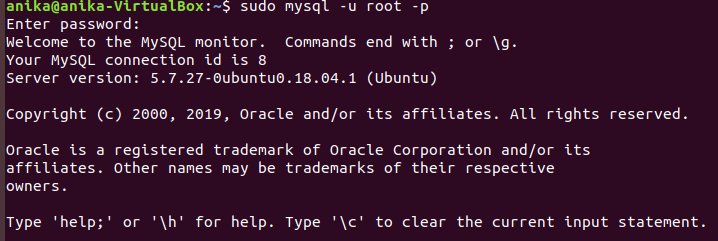 anika@anika-VirtualBox:~$ sudo mysql -u root -p
Enter password:
Welcome to the MySQL monitor.  Commands end with ; or \g.
Your MySQL connection id is 8
Server version: 5.7.27-0ubuntu0.18.04.1 (Ubuntu)
Copyright (c) 2000, 2019, Oracle and/or its affiliates. All rights reserved.
Oracle is a registered trademark of Oracle Corporation and/or its
affiliates. Other names may be trademarks of their respective
owners.
Type 'help;' or '\h' for help. Type '\c' to clear the current input statement.